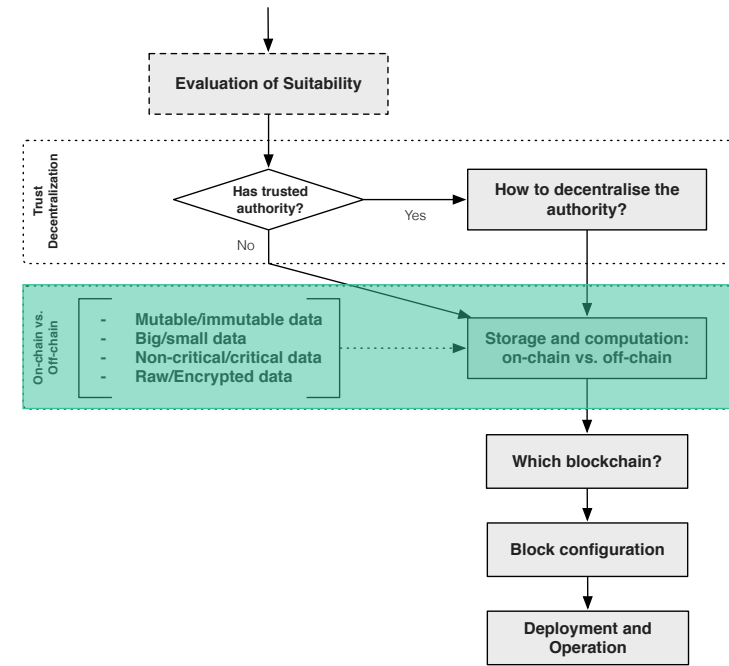 Evaluation of Suitability
Trust
Decentralization
Has trusted
authority?
Yes
No
How to decentralise the
authority?
On-chain vs.
Off-chain
- Mutable/immutable data
- Big/small data
- Non-critical/critical data
- Raw/Encrypted data
Storage and computation:
on-chain vs. off-chain
Which blockchain?
Block configuration
Deployment and
Operation